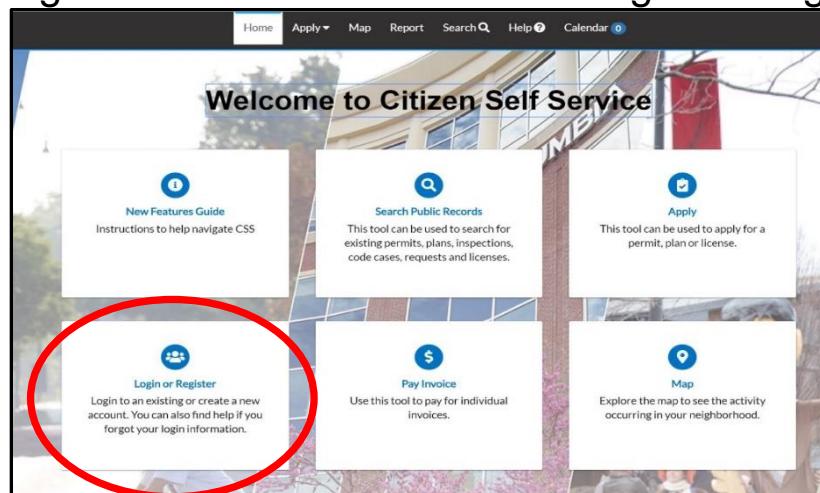 Home Apply Map Report Search Help Calendar 0
Welcome to Citizen Self Service
New Features Guide
Instructions to help navigate CSS
Search Public Records
This tool can be used to search for
existing permits, plans, inspections,
code cases, requests and licenses.
Apply
This tool can be used to apply for a
permit, plan or license.
Login or Register
Login to an existing or create a new
account. You can also find help if you
forgot your login information.
Pay Invoice
Use this tool to pay for individual
invoices.
Map
Explore the map to see the activity
occurring in your neighborhood.